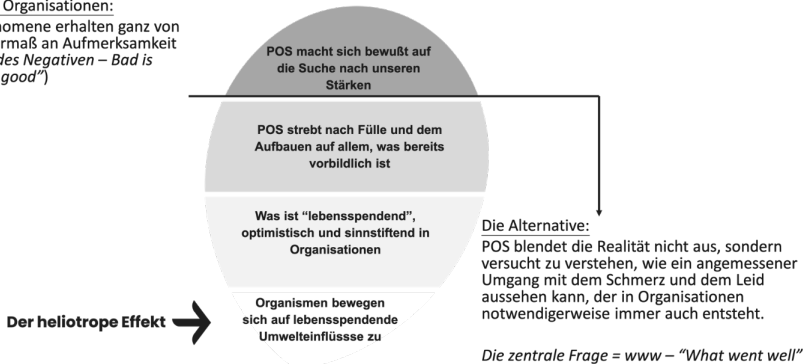 Organisationen:
nomene erhalten ganz von
rmaß an Aufmerksamkeit
des Negativen – Bad is
good")
POS macht sich bewußt auf
die Suche nach unseren
Stärken
POS strebt nach Fülle und dem
Aufbauen auf allem, was bereits
vorbildlich ist
Was ist "lebensspendend",
optimistisch und sinnstiftend in
Organisationen
Organismen bewegen
sich auf lebensspendende
Umwelteinflüssse zu
Der heliotrope Effekt
Die Alternative:
POS blendet die Realität nicht aus, sondern
versucht zu verstehen, wie ein angemessener
Umgang mit dem Schmerz und dem Leid
aussehen kann, der in Organisationen
notwendigerweise immer auch entsteht.
Die zentrale Frage = www – "What went well"